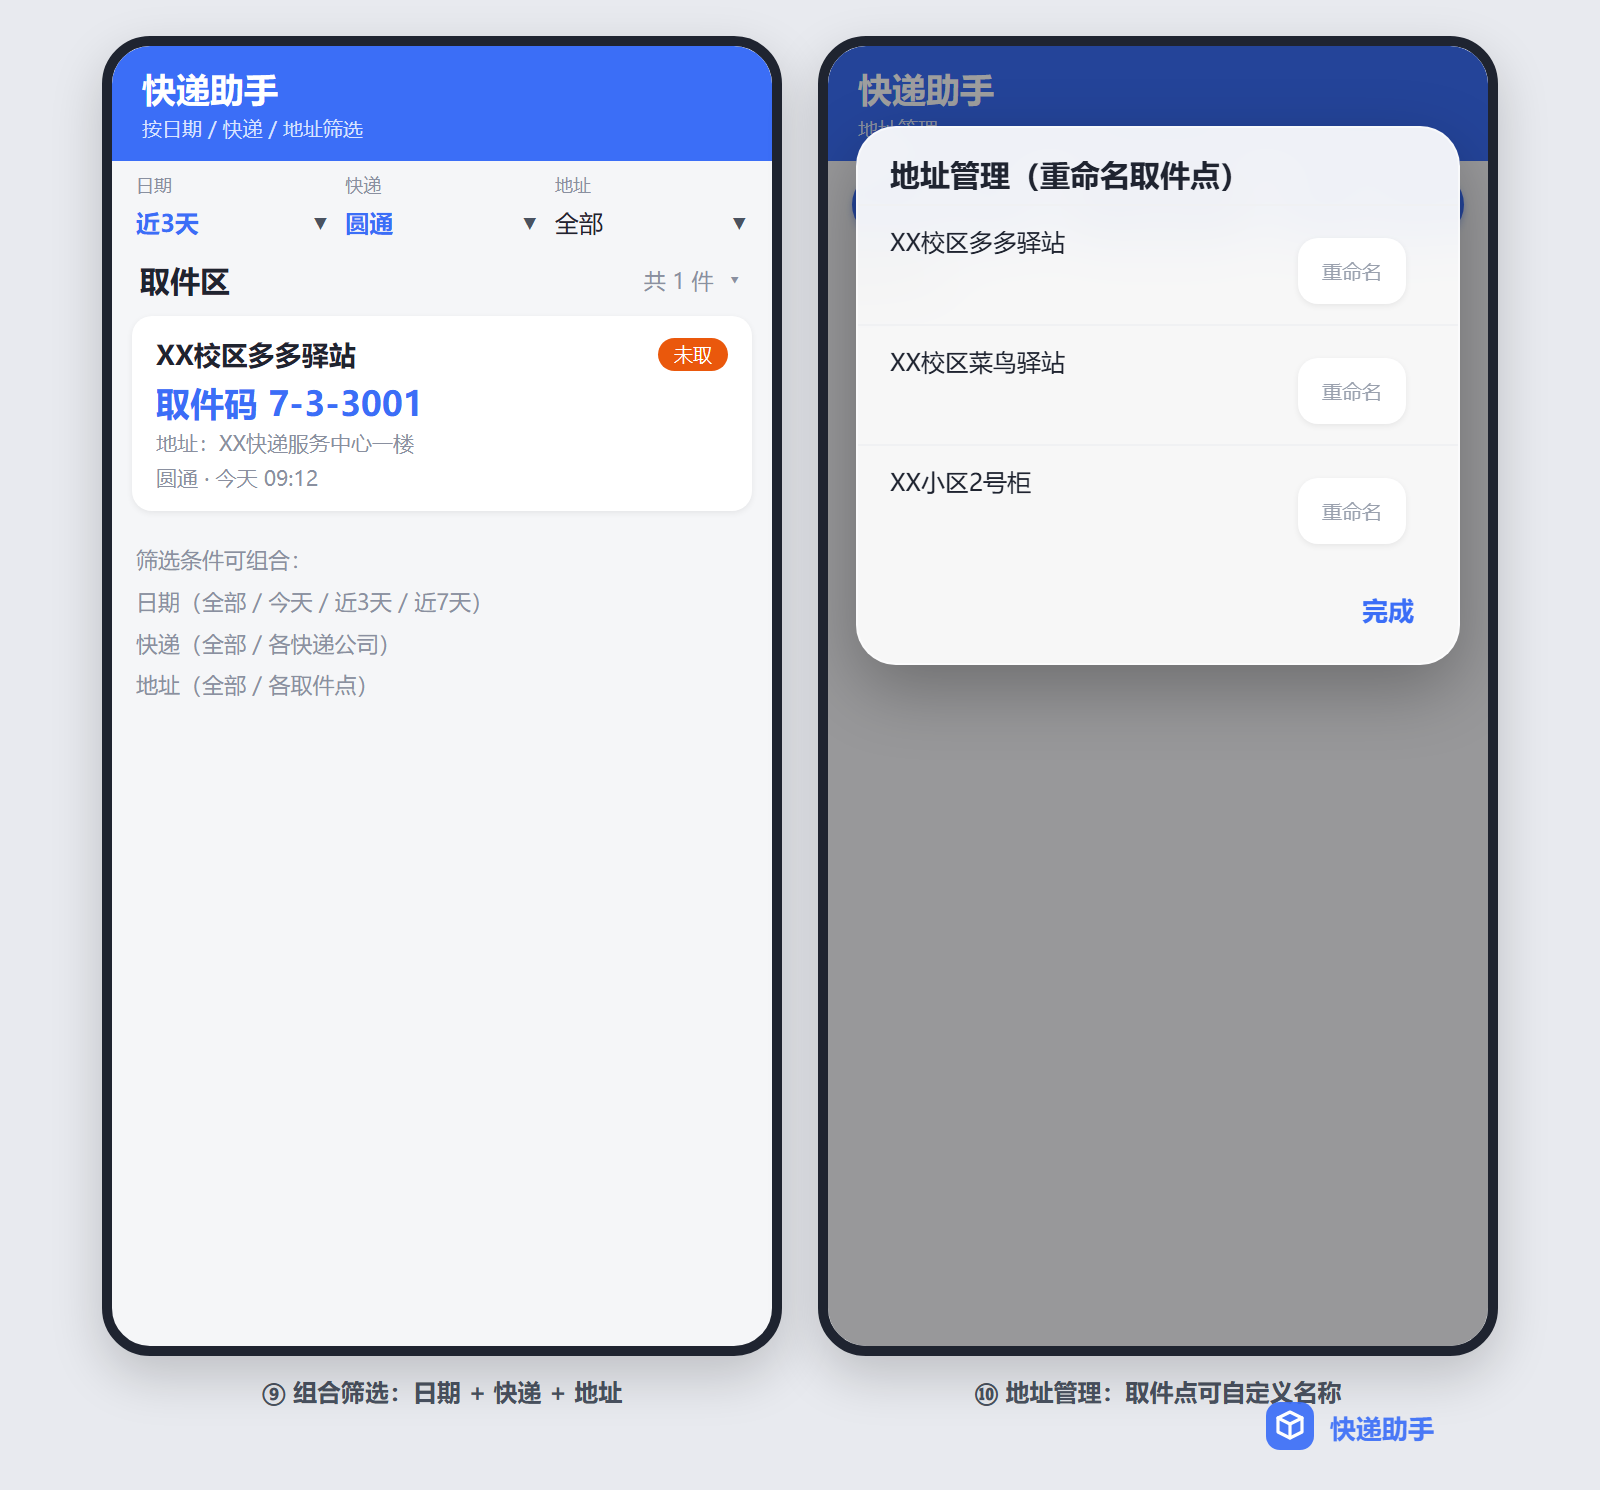 快递助手
按日期 / 快递 / 地址筛选
日期 快递 地址
近3天 ▼ 圆通 ▼ 全部 ▼
取件区 共 1 件 ▾
XX校区多多驿站 未取
取件码 7-3-3001
地址：XX快递服务中心一楼
圆通 · 今天 09:12
筛选条件可组合：
日期（全部 / 今天 / 近3天 / 近7天）
快递（全部 / 各快递公司）
地址（全部 / 各取件点）
⑨ 组合筛选：日期 + 快递 + 地址
快递助手
地址管理
地址管理（重命名取件点）
XX校区多多驿站 重命名
XX校区菜鸟驿站 重命名
XX小区2号柜 重命名
完成
⑩ 地址管理：取件点可自定义名称
快递助手